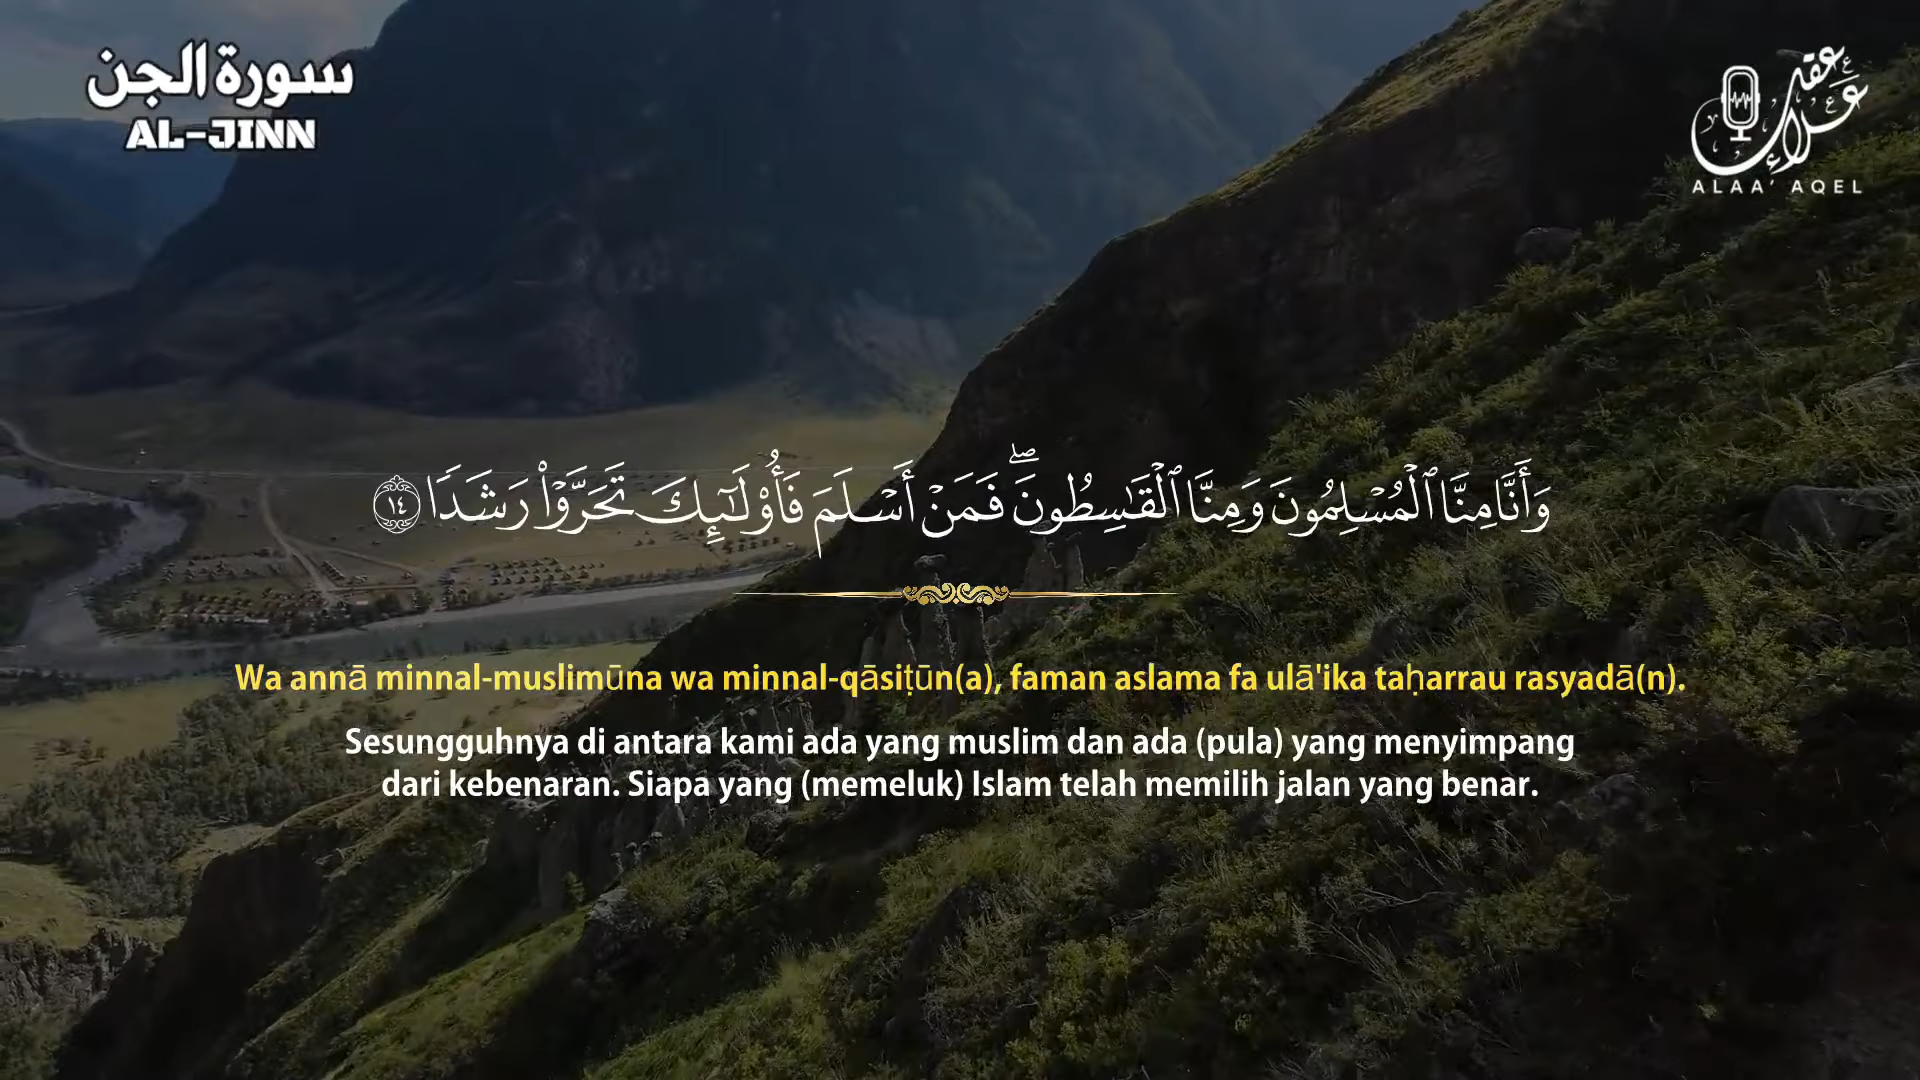 سورة الجن
AL-JINN
علاء عقل
ALAA' AQEL
وَأَنَّا مِنَّا ٱلْمُسْلِمُونَ وَمِنَّا ٱلْقَٰسِطُونَ ۖ فَمَنْ أَسْلَمَ فَأُو۟لَٰٓئِكَ تَحَرَّوْا۟ رَشَدًا ١٤
Wa annā minnal-muslimūna wa minnal-qāsiṭūn(a), faman aslama fa ulā'ika taḥarrau rasyadā(n).
Sesungguhnya di antara kami ada yang muslim dan ada (pula) yang menyimpang
dari kebenaran. Siapa yang (memeluk) Islam telah memilih jalan yang benar.